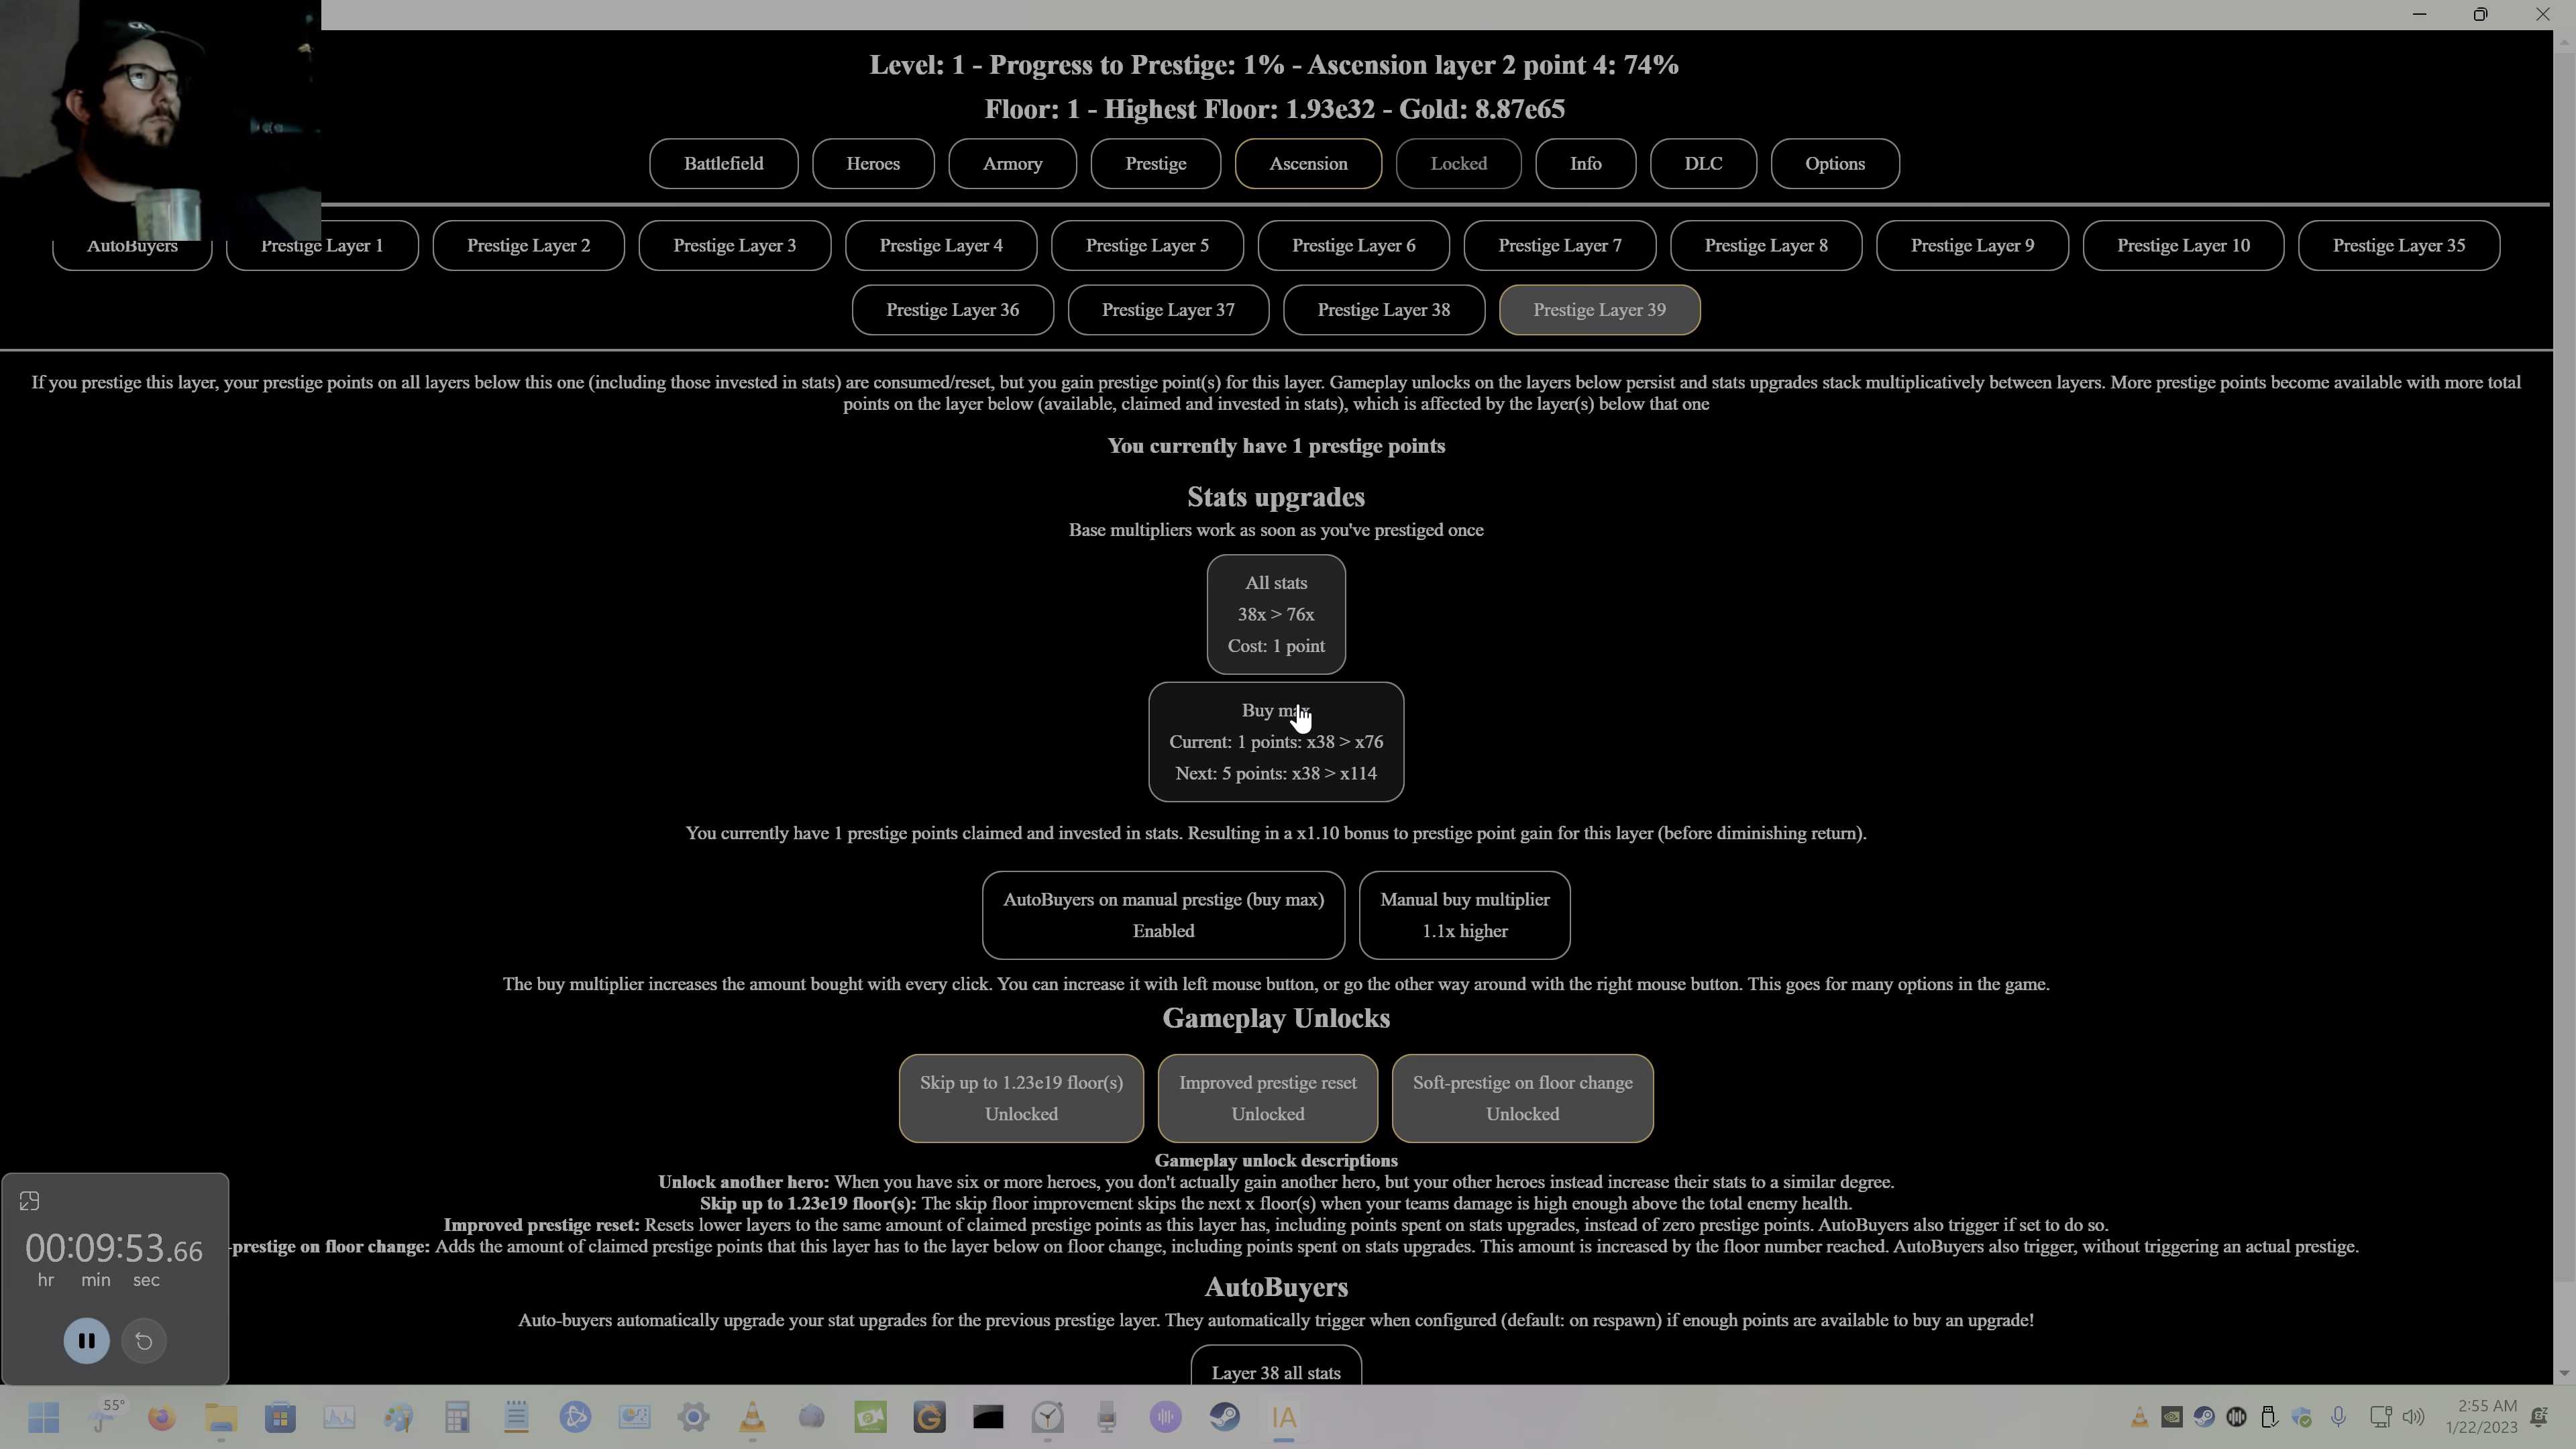 Level: 1 - Progress to Prestige: 1% - Ascension layer 2 point 4: 74%
Floor: 1 - Highest Floor: 1.93e32 - Gold: 8.87e65
Battlefield
Heroes
Armory
Prestige
Ascension
Locked
Info
DLC
Options
AutoBuyers
Prestige Layer 1
Prestige Layer 2
Prestige Layer 3
Prestige Layer 4
Prestige Layer 5
Prestige Layer 6
Prestige Layer 7
Prestige Layer 8
Prestige Layer 9
Prestige Layer 10
Prestige Layer 35
Prestige Layer 36
Prestige Layer 37
Prestige Layer 38
Prestige Layer 39
If you prestige this layer, your prestige points on all layers below this one (including those invested in stats) are consumed/reset, but you gain prestige point(s) for this layer. Gameplay unlocks on the layers below persist and stats upgrades stack multiplicatively between layers. More prestige points become available with more total
points on the layer below (available, claimed and invested in stats), which is affected by the layer(s) below that one
You currently have 1 prestige points
Stats upgrades
Base multipliers work as soon as you've prestiged once
All stats
38x > 76x
Cost: 1 point
Buy max
Current: 1 points: x38 > x76
Next: 5 points: x38 > x114
You currently have 1 prestige points claimed and invested in stats. Resulting in a x1.10 bonus to prestige point gain for this layer (before diminishing return).
AutoBuyers on manual prestige (buy max)
Enabled
Manual buy multiplier
1.1x higher
The buy multiplier increases the amount bought with every click. You can increase it with left mouse button, or go the other way around with the right mouse button. This goes for many options in the game.
Gameplay Unlocks
Skip up to 1.23e19 floor(s)
Unlocked
Improved prestige reset
Unlocked
Soft-prestige on floor change
Unlocked
Gameplay unlock descriptions
Unlock another hero: When you have six or more heroes, you don't actually gain another hero, but your other heroes instead increase their stats to a similar degree.
Skip up to 1.23e19 floor(s): The skip floor improvement skips the next x floor(s) when your teams damage is high enough above the total enemy health.
Improved prestige reset: Resets lower layers to the same amount of claimed prestige points as this layer has, including points spent on stats upgrades, instead of zero prestige points. AutoBuyers also trigger if set to do so.
-prestige on floor change: Adds the amount of claimed prestige points that this layer has to the layer below on floor change, including points spent on stats upgrades. This amount is increased by the floor number reached. AutoBuyers also trigger, without triggering an actual prestige.
AutoBuyers
Auto-buyers automatically upgrade your stat upgrades for the previous prestige layer. They automatically trigger when configured (default: on respawn) if enough points are available to buy an upgrade!
Layer 38 all stats
00:09:53.66
hr min sec
55°
IA
2:55 AM
1/22/2023